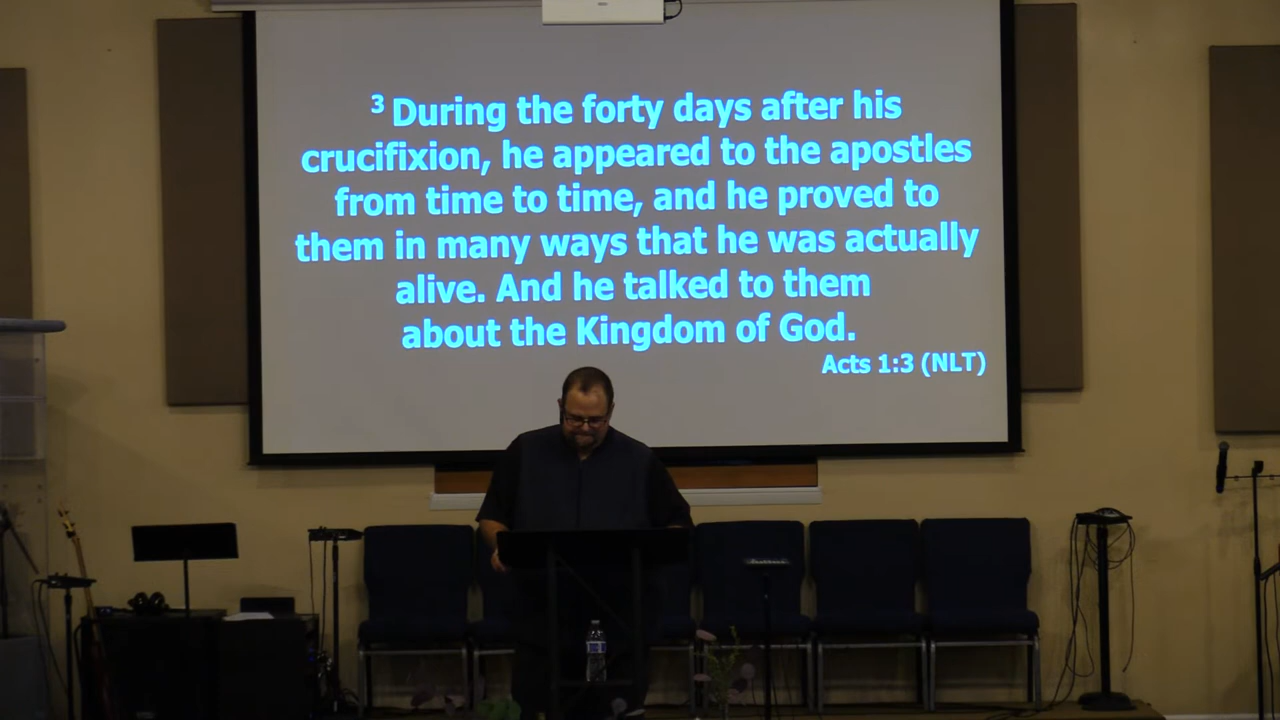 3 During the forty days after his
crucifixion, he appeared to the apostles
from time to time, and he proved to
them in many ways that he was actually
alive. And he talked to them
about the Kingdom of God.
Acts 1:3 (NLT)